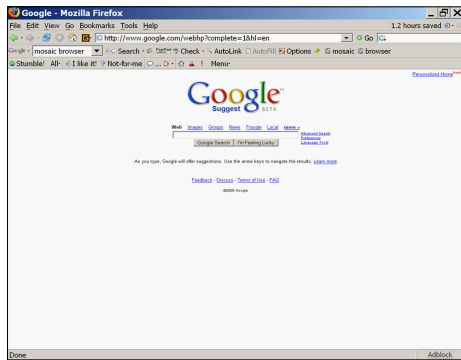 Google - Mozilla Firefox
File Edit View Go Bookmarks Tools Help 1.2 hours saved
http://www.google.com/webhp?complete=1&hl=en Go
Google mosaic browser Search Check AutoLink AutoFill Options mosaic browser
Stumble! All I like it! Not-for-me Menu
Personalized Home
Google
Suggest BETA
Web Images Groups News Froogle Local more »
Advanced Search
Preferences
Language Tools
Google Search I'm Feeling Lucky
As you type, Google will offer suggestions. Use the arrow keys to navigate the results. Learn more
Feedback - Discuss - Terms of Use - FAQ
©2005 Google
Done Adblock